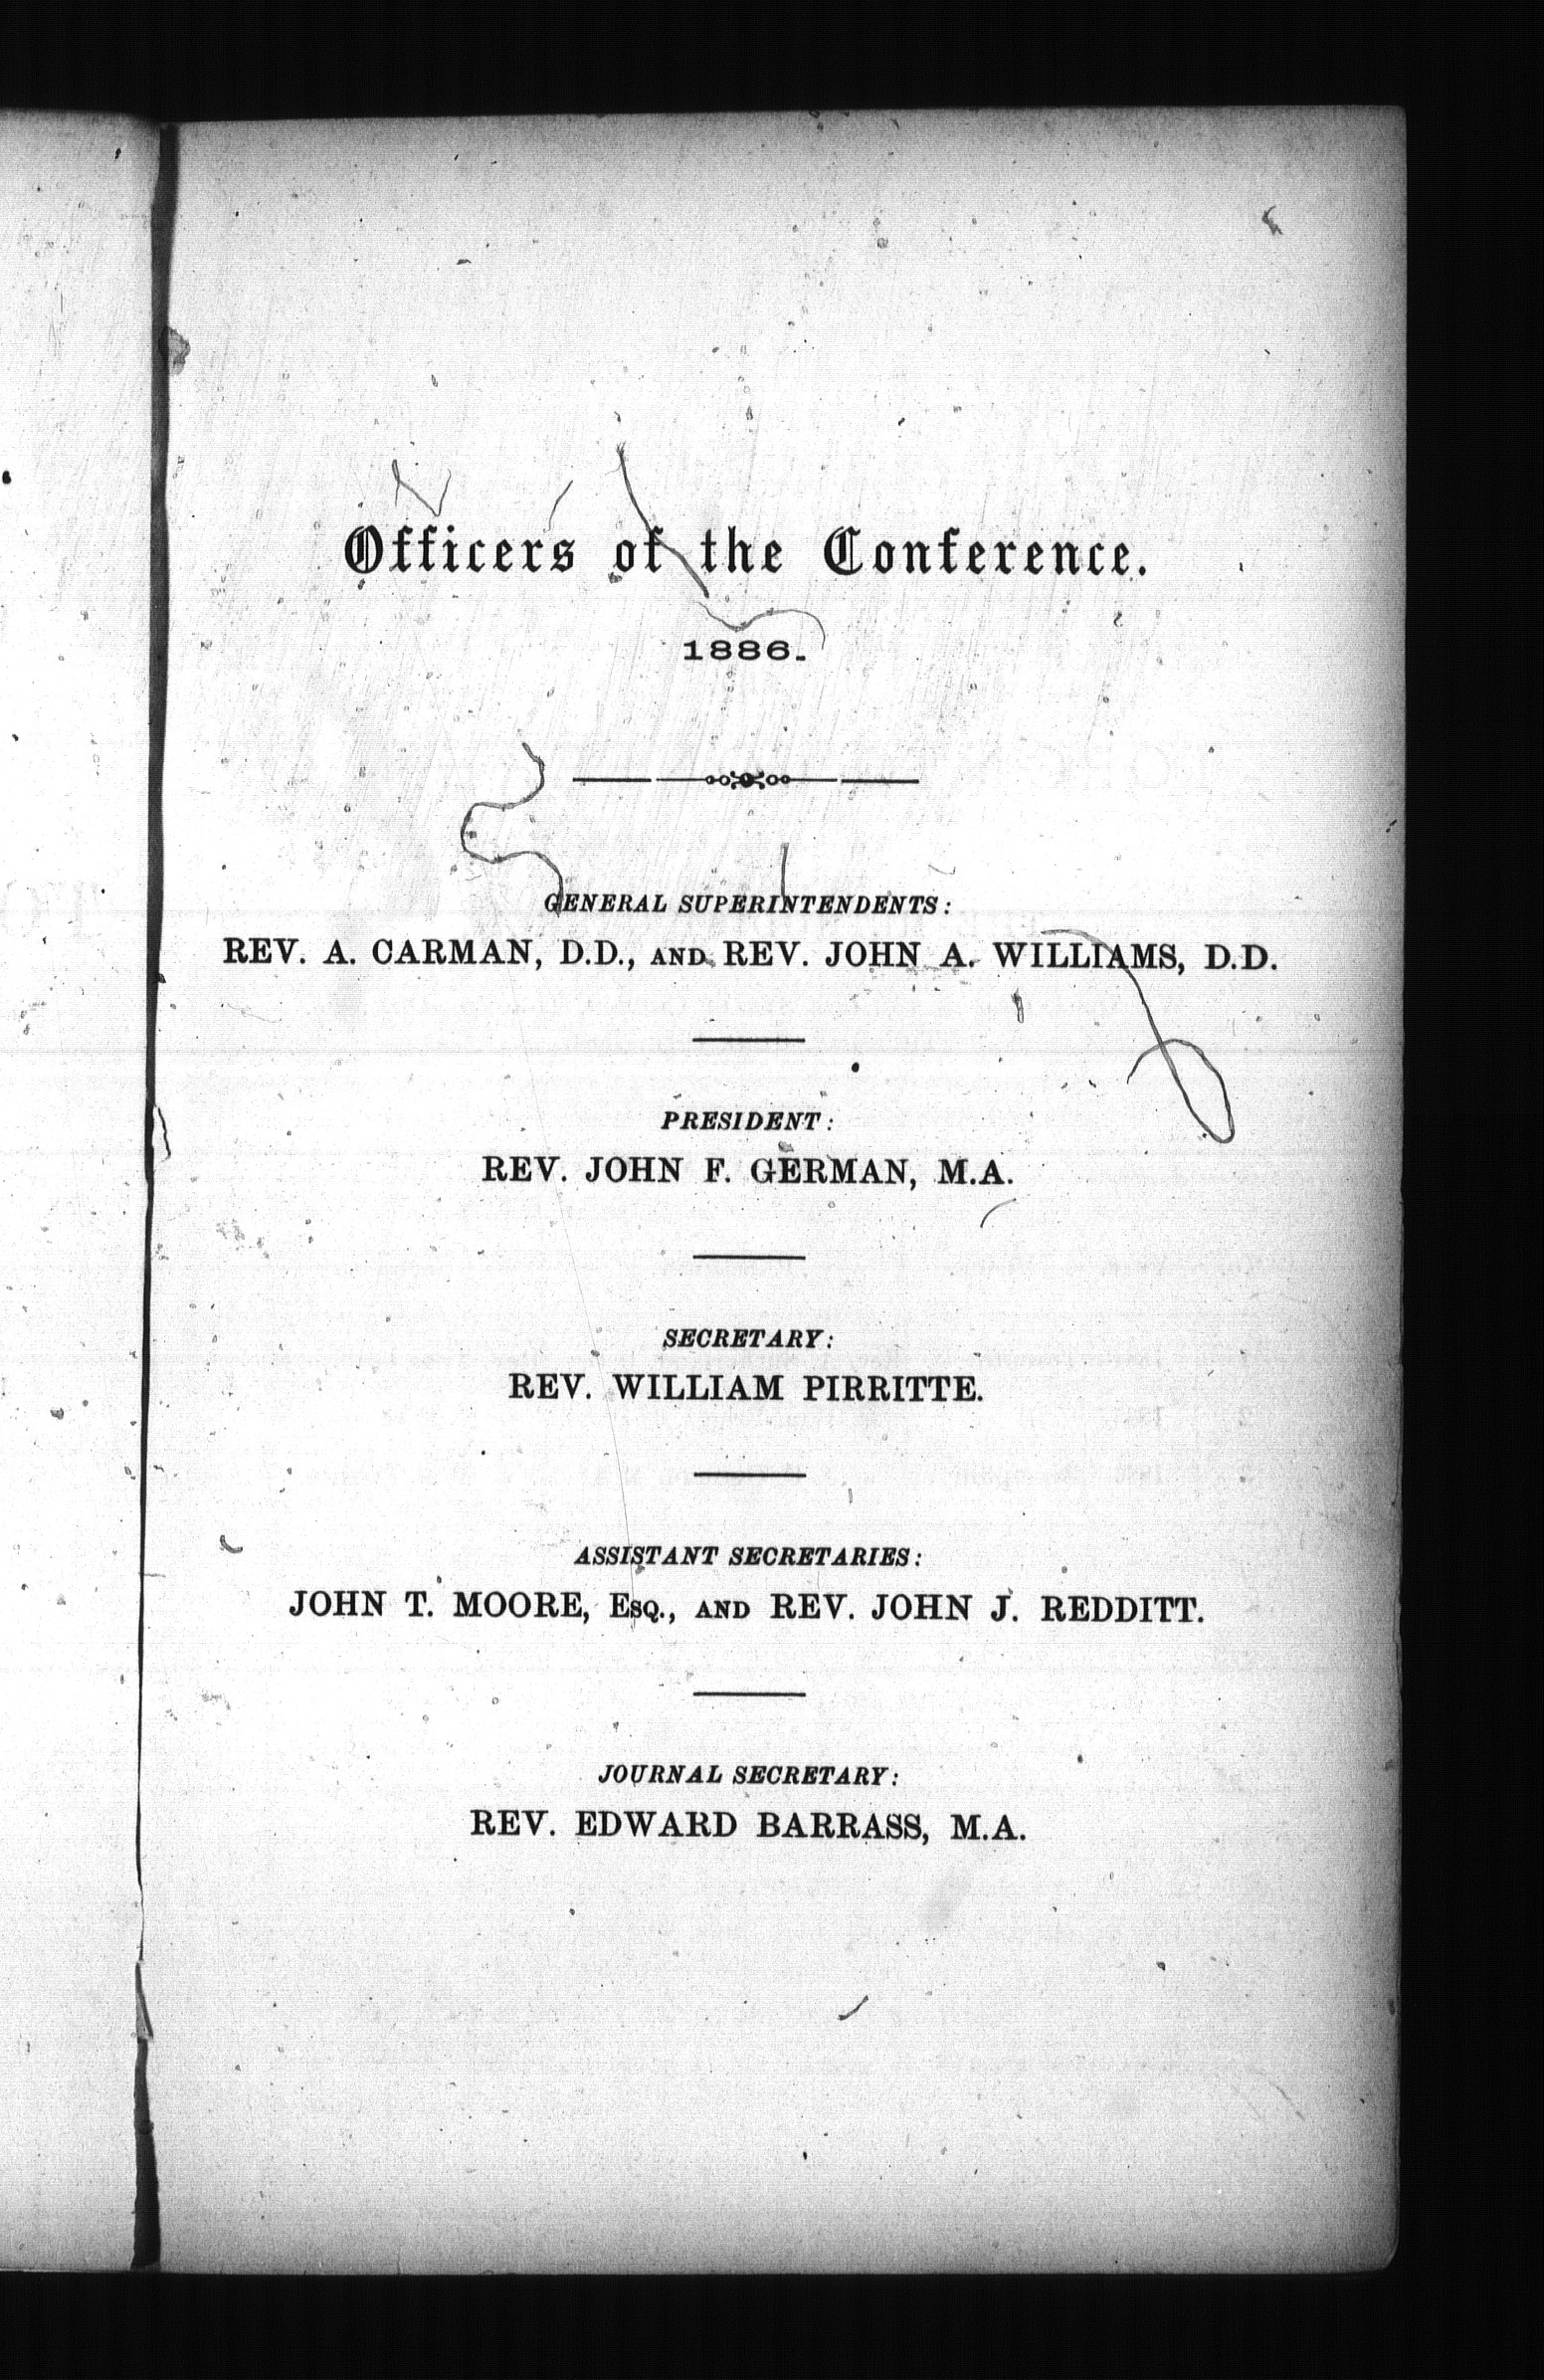 Officers of the Conference.
1886.
GENERAL SUPERINTENDENTS:
REV. A. CARMAN, D.D., AND REV. JOHN A. WILLIAMS, D.D.
PRESIDENT:
REV. JOHN F. GERMAN, M.A.
SECRETARY:
REV. WILLIAM PIRRITTE.
ASSISTANT SECRETARIES:
JOHN T. MOORE, ESQ., AND REV. JOHN J. REDDITT.
JOURNAL SECRETARY:
REV. EDWARD BARRASS, M.A.